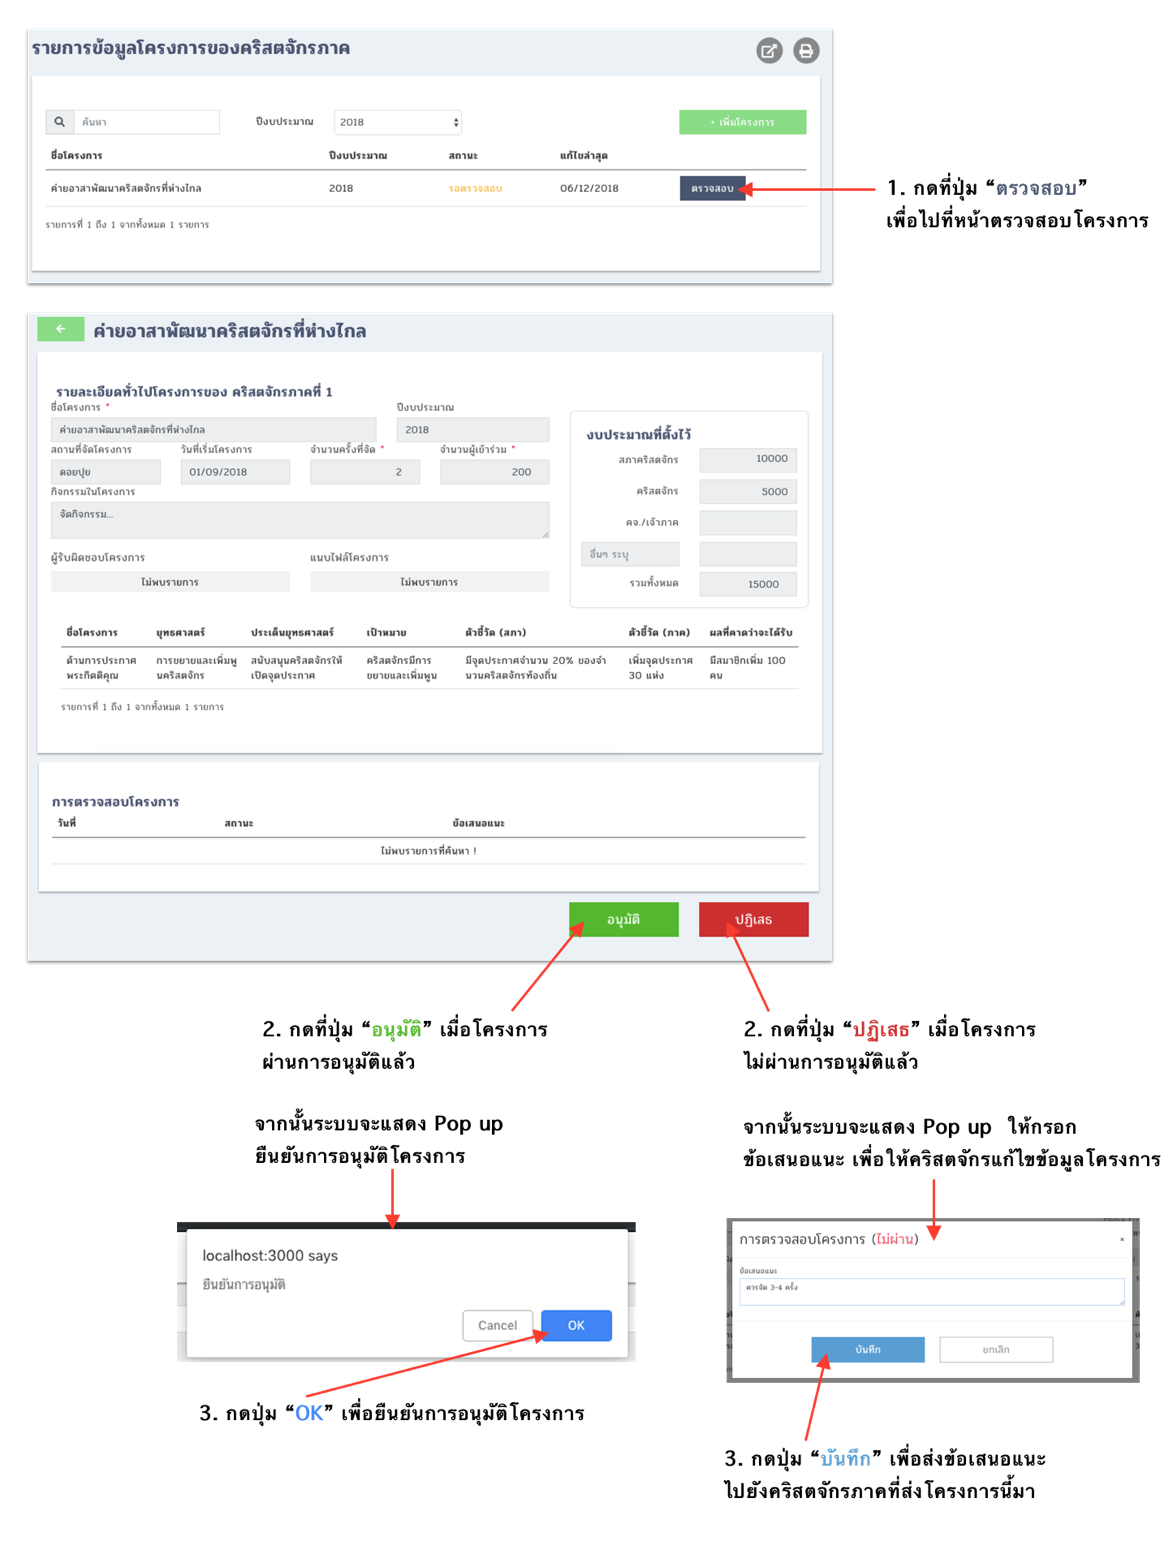 รายการข้อมูลโครงการของคริสตจักรภาค
ค้นหา ปีงบประมาณ 2018 + เพิ่มโครงการ
ชื่อโครงการ ปีงบประมาณ สถานะ แก้ไขล่าสุด
ค่ายอาสาพัฒนาคริสตจักรที่ห่างไกล 2018 รอตรวจสอบ 06/12/2018 ตรวจสอบ
รายการที่ 1 ถึง 1 จากทั้งหมด 1 รายการ
1. กดที่ปุ่ม “ตรวจสอบ”
เพื่อไปที่หน้าตรวจสอบโครงการ
ค่ายอาสาพัฒนาคริสตจักรที่ห่างไกล
รายละเอียดทั่วไปโครงการของ คริสตจักรภาคที่ 1
ชื่อโครงการ * ปีงบประมาณ
ค่ายอาสาพัฒนาคริสตจักรที่ห่างไกล 2018
สถานที่จัดโครงการ วันที่เริ่มโครงการ จำนวนครั้งที่จัด * จำนวนผู้เข้าร่วม *
ดอยปุย 01/09/2018 2 200
กิจกรรมในโครงการ
จัดกิจกรรม...
ผู้รับผิดชอบโครงการ แนบไฟล์โครงการ
ไม่พบรายการ ไม่พบรายการ
งบประมาณที่ตั้งไว้
สภาคริสตจักร 10000
คริสตจักร 5000
คจ./เจ้าภาค
อื่นๆ ระบุ
รวมทั้งหมด 15000
ชื่อโครงการ ยุทธศาสตร์ ประเด็นยุทธศาสตร์ เป้าหมาย ตัวชี้วัด (สภา) ตัวชี้วัด (ภาค) ผลที่คาดว่าจะได้รับ
ด้านการประกาศ การขยายและเพิ่มพู สนับสนุนคริสตจักรให้ คริสตจักรมีการ มีจุดประกาศจำนวน 20% ของจำ เพิ่มจุดประกาศ มีสมาชิกเพิ่ม 100
พระกิตติคุณ นคริสตจักร เปิดจุดประกาศ ขยายและเพิ่มพูน นวนคริสตจักรท้องถิ่น 30 แห่ง คน
รายการที่ 1 ถึง 1 จากทั้งหมด 1 รายการ
การตรวจสอบโครงการ
วันที่ สถานะ ข้อเสนอแนะ
ไม่พบรายการที่ค้นหา !
อนุมัติ ปฏิเสธ
2. กดที่ปุ่ม “อนุมัติ” เมื่อโครงการ
ผ่านการอนุมัติแล้ว
จากนั้นระบบจะแสดง Pop up
ยืนยันการอนุมัติโครงการ
localhost:3000 says
ยืนยันการอนุมัติ
Cancel OK
3. กดปุ่ม “OK” เพื่อยืนยันการอนุมัติโครงการ
2. กดที่ปุ่ม “ปฏิเสธ” เมื่อโครงการ
ไม่ผ่านการอนุมัติแล้ว
จากนั้นระบบจะแสดง Pop up ให้กรอก
ข้อเสนอแนะ เพื่อให้คริสตจักรแก้ไขข้อมูลโครงการ
การตรวจสอบโครงการ (ไม่ผ่าน)
ข้อเสนอแนะ
ควรจัด 3-4 ครั้ง
บันทึก ยกเลิก
3. กดปุ่ม “บันทึก” เพื่อส่งข้อเสนอแนะ
ไปยังคริสตจักรภาคที่ส่งโครงการนี้มา